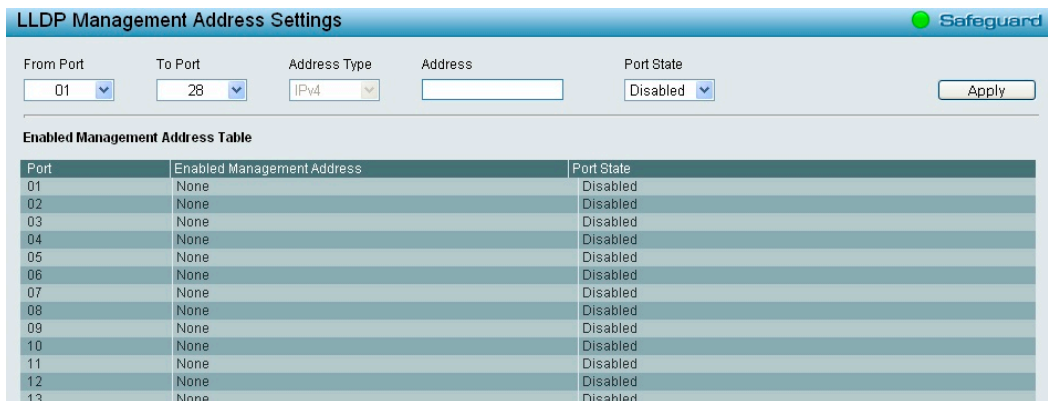 LLDP Management Address Settings Safeguard
From Port To Port Address Type Address Port State
01 28 IPv4 Disabled Apply
Enabled Management Address Table
Port Enabled Management Address Port State
01 None Disabled
02 None Disabled
03 None Disabled
04 None Disabled
05 None Disabled
06 None Disabled
07 None Disabled
08 None Disabled
09 None Disabled
10 None Disabled
11 None Disabled
12 None Disabled
13 None Disabled